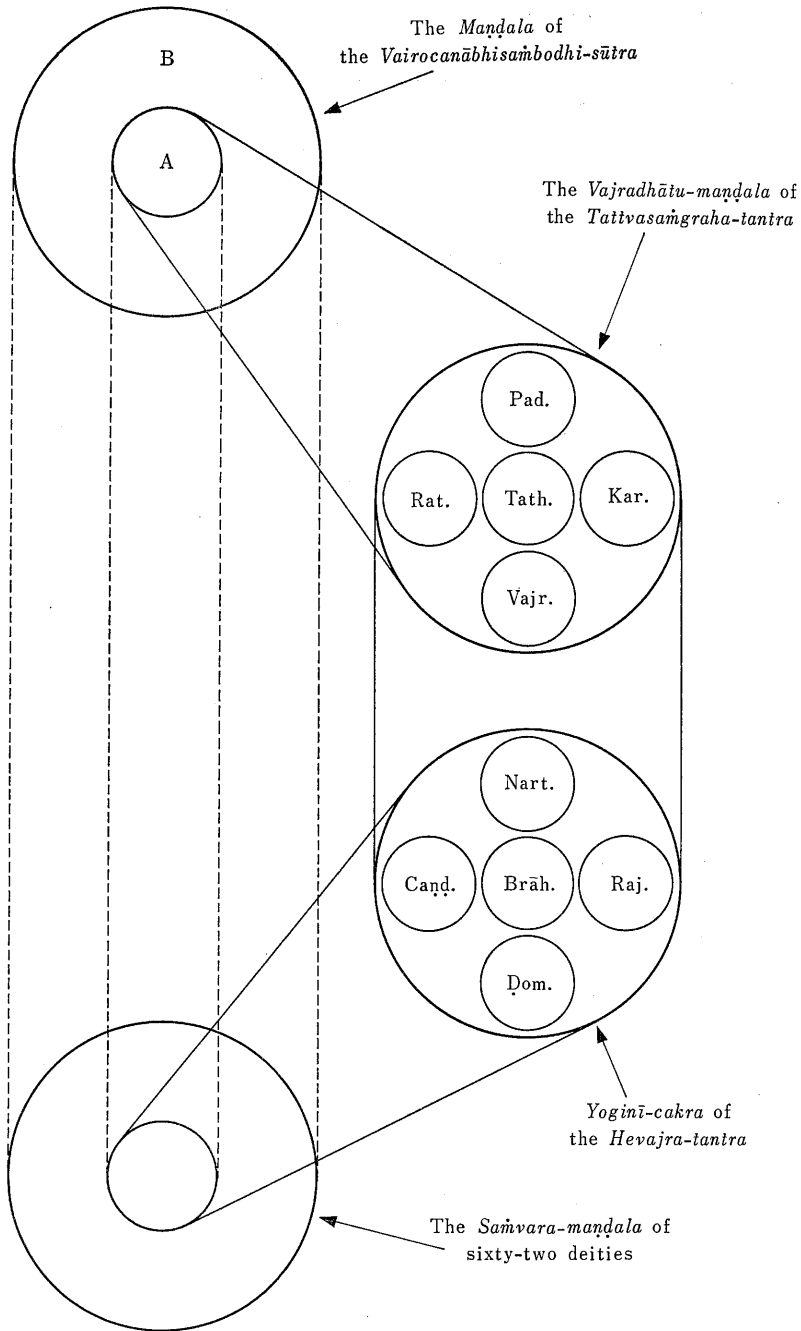 The Maṇḍala of
the Vairocanābhisaṁbodhi-sūtra
B
A
The Vajradhātu-maṇḍala of
the Tattvasaṁgraha-tantra
Pad.
Rat.
Tath.
Kar.
Vajr.
Nart.
Caṇḍ.
Brāh.
Raj.
Ḍom.
Yoginī-cakra of
the Hevajra-tantra
The Saṁvara-maṇḍala of
sixty-two deities